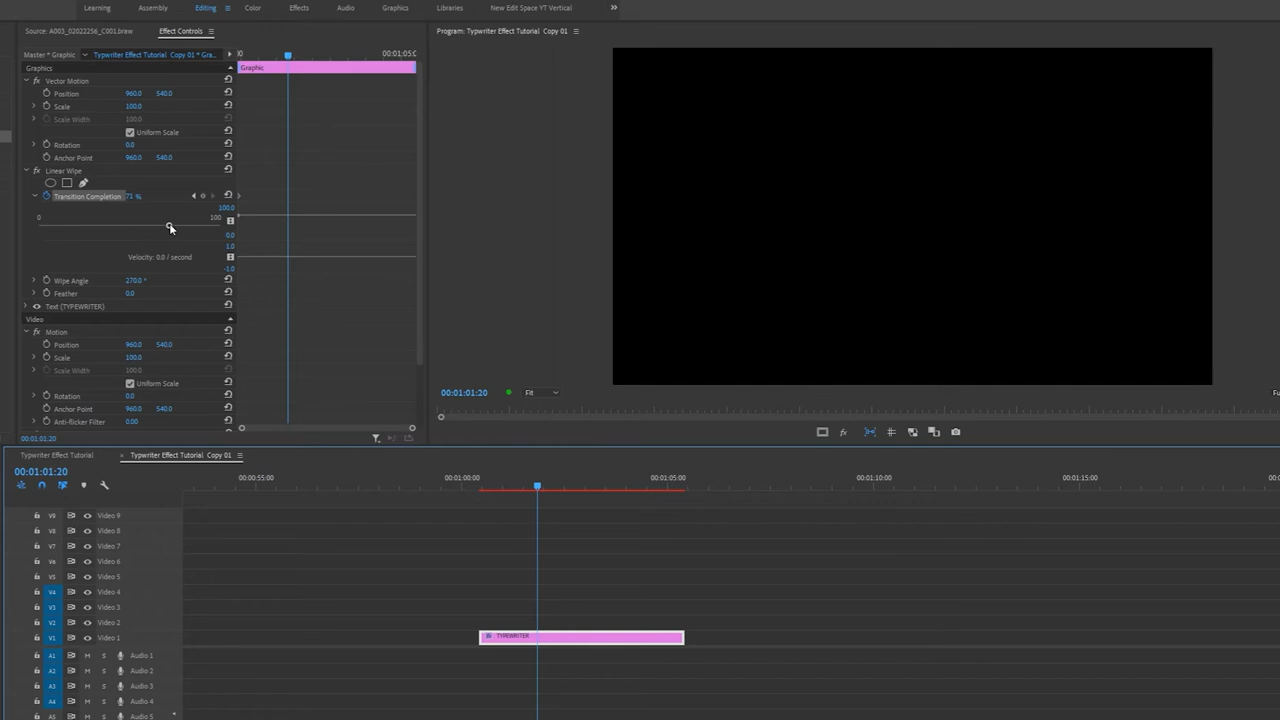 Learning Assembly Editing Color Effects Audio Graphics Libraries New Edit Space YT Vertical
Source: A003_02022256_C001.braw Effect Controls
Program: Typwriter Effect Tutorial Copy 01
Master * Graphic Typwriter Effect Tutorial Copy 01 * Gra... 00:01:05:0
Graphics
Graphic
Vector Motion
Position 960.0 540.0
Scale 100.0
Scale Width 100.0
Uniform Scale
Rotation 0.0
Anchor Point 960.0 540.0
Linear Wipe
Transition Completion 71 %
100.0
0 100
0.0
1.0
Velocity: 0.0 / second
-1.0
Wipe Angle 270.0 °
Feather 0.0
Text (TYPEWRITER)
Video
Motion
Position 960.0 540.0
Scale 100.0
Scale Width 100.0
Uniform Scale
Rotation 0.0
Anchor Point 960.0 540.0
Anti-flicker Filter 0.00
00:01:01:20
00:01:01:20 Fit Fu
Typwriter Effect Tutorial × Typwriter Effect Tutorial Copy 01
00:01:01:20
00:00:55:00 00:01:00:00 00:01:05:00 00:01:10:00 00:01:15:00 00:0
V9 Video 9
V8 Video 8
V7 Video 7
V6 Video 6
V5 Video 5
V4 Video 4
V3 Video 3
V2 Video 2
V1 Video 1 fx TYPEWRITER
A1 M S Audio 1
A2 M S Audio 2
A3 M S Audio 3
A4 M S Audio 4
A5 M S Audio 5